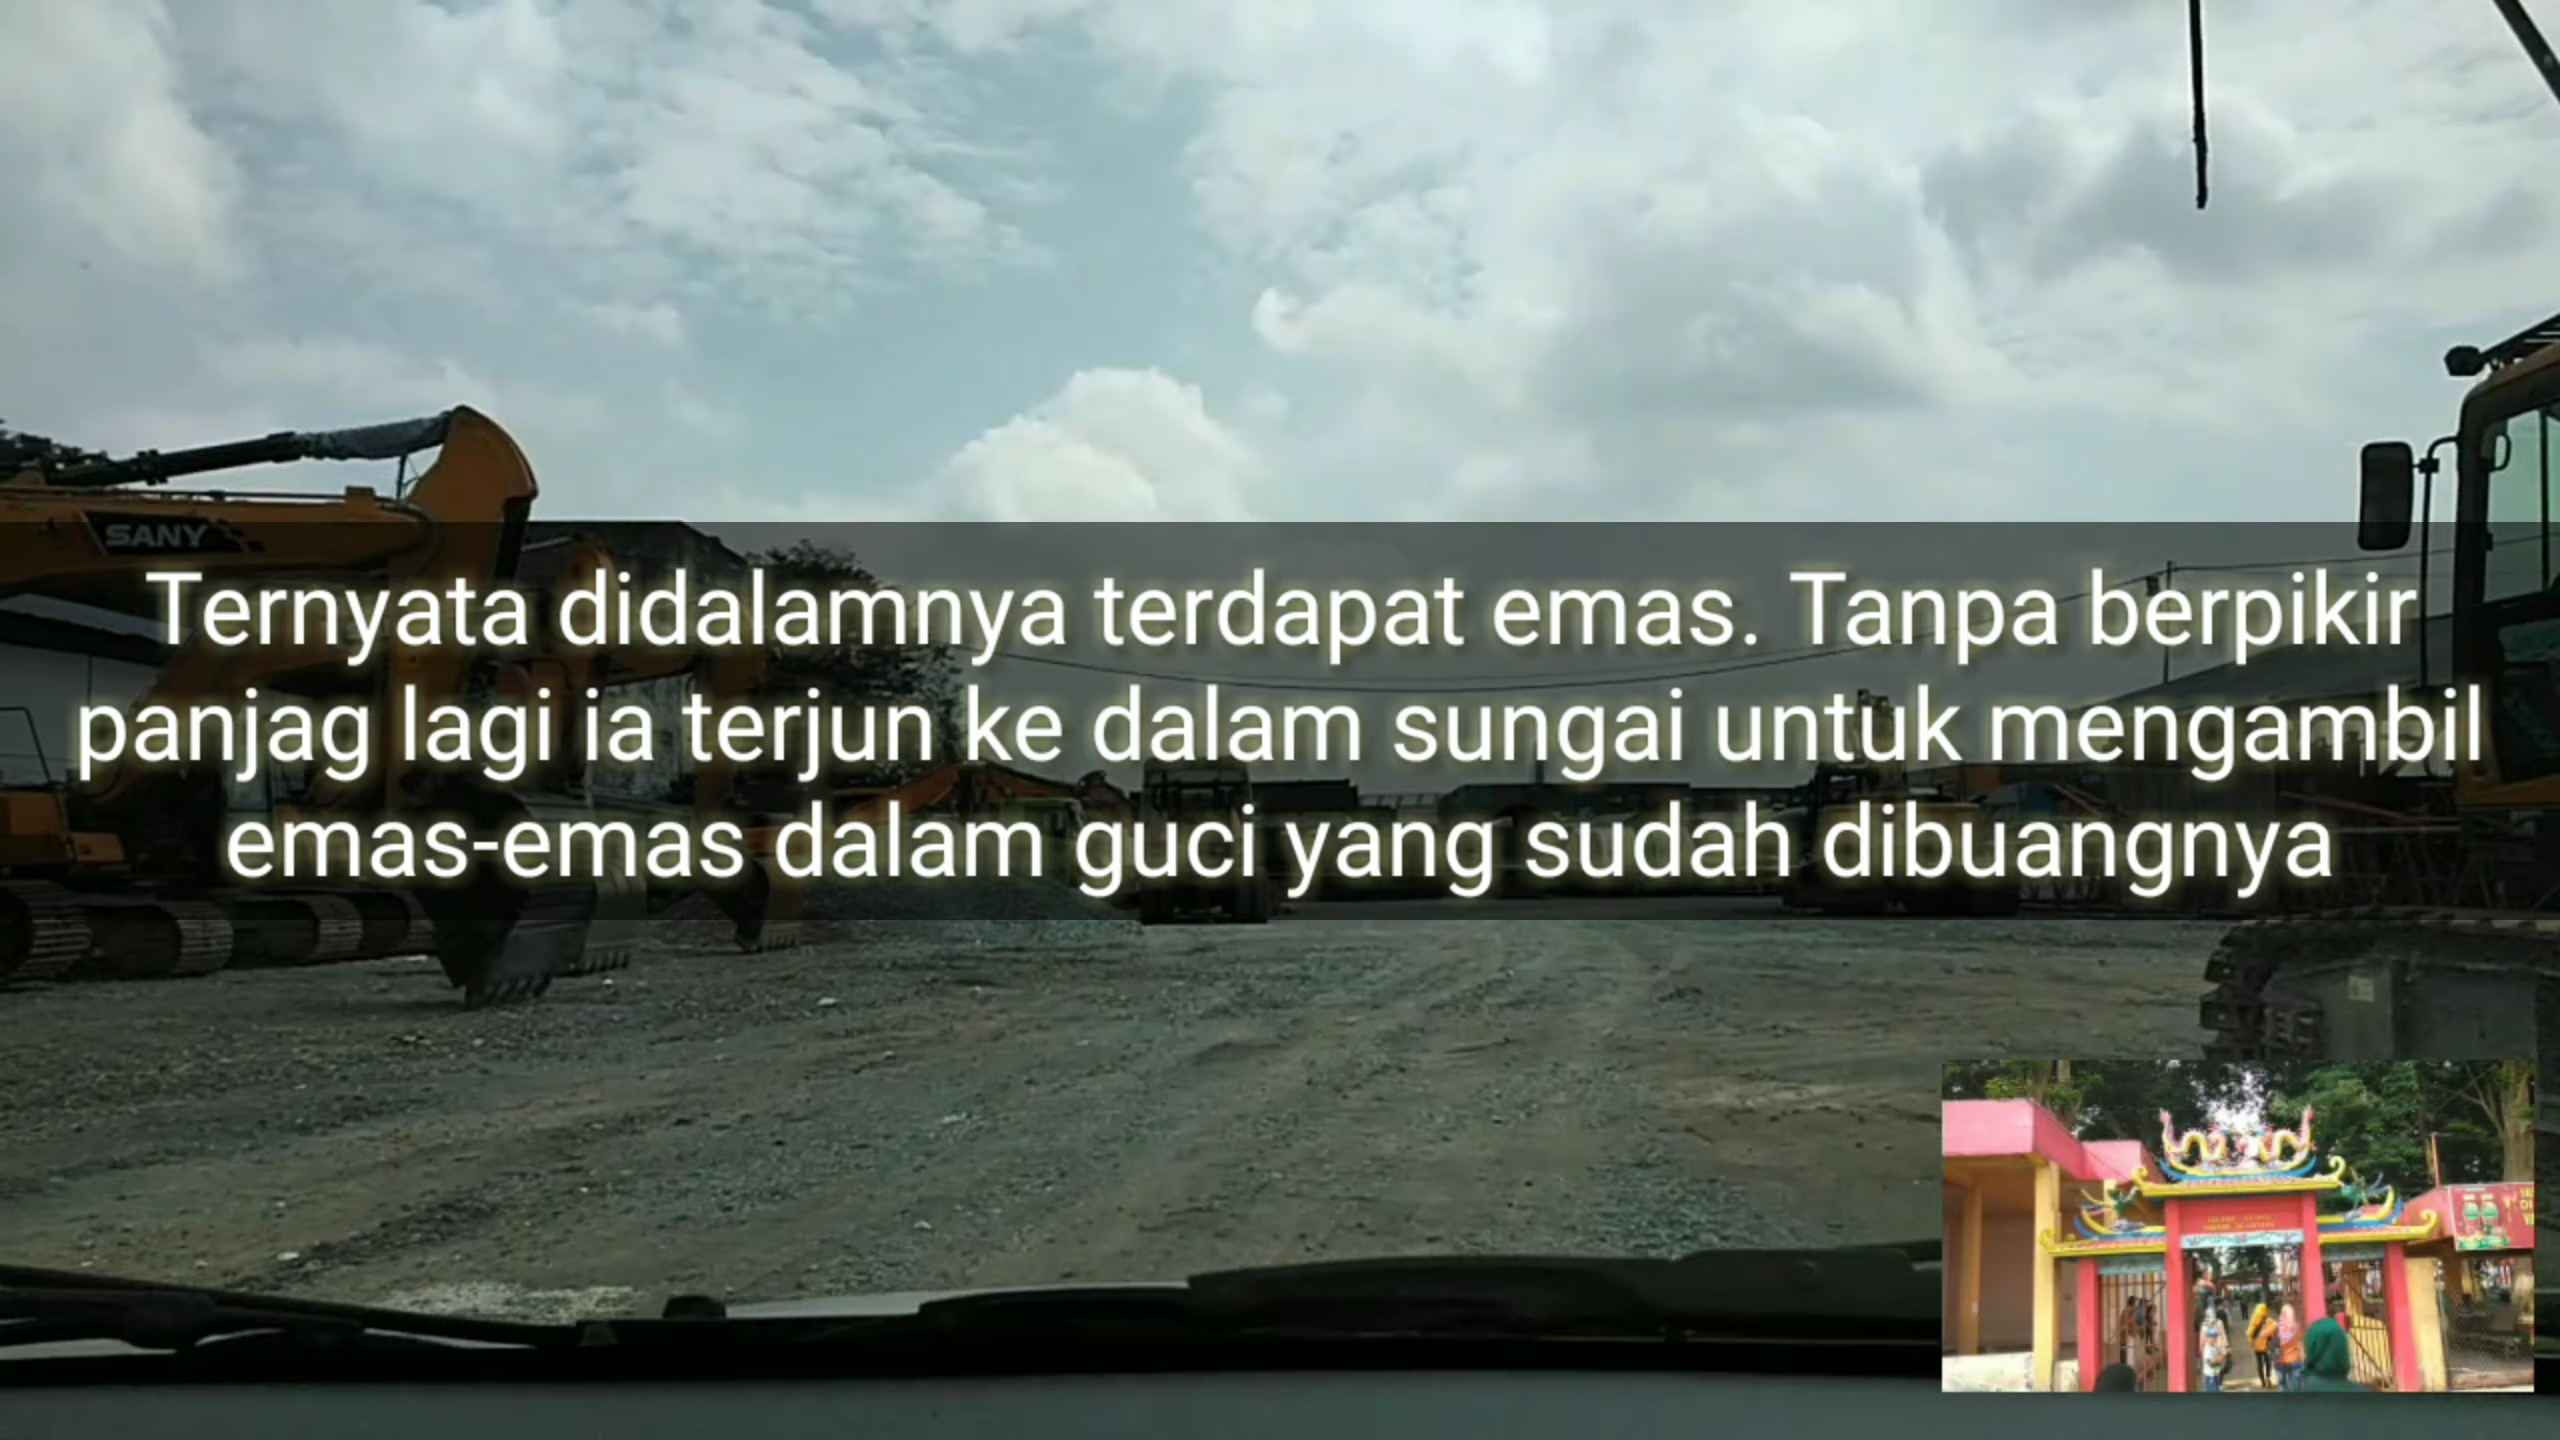 SANY
Ternyata didalamnya terdapat emas. Tanpa berpikir
panjag lagi ia terjun ke dalam sungai untuk mengambil
emas-emas dalam guci yang sudah dibuangnya